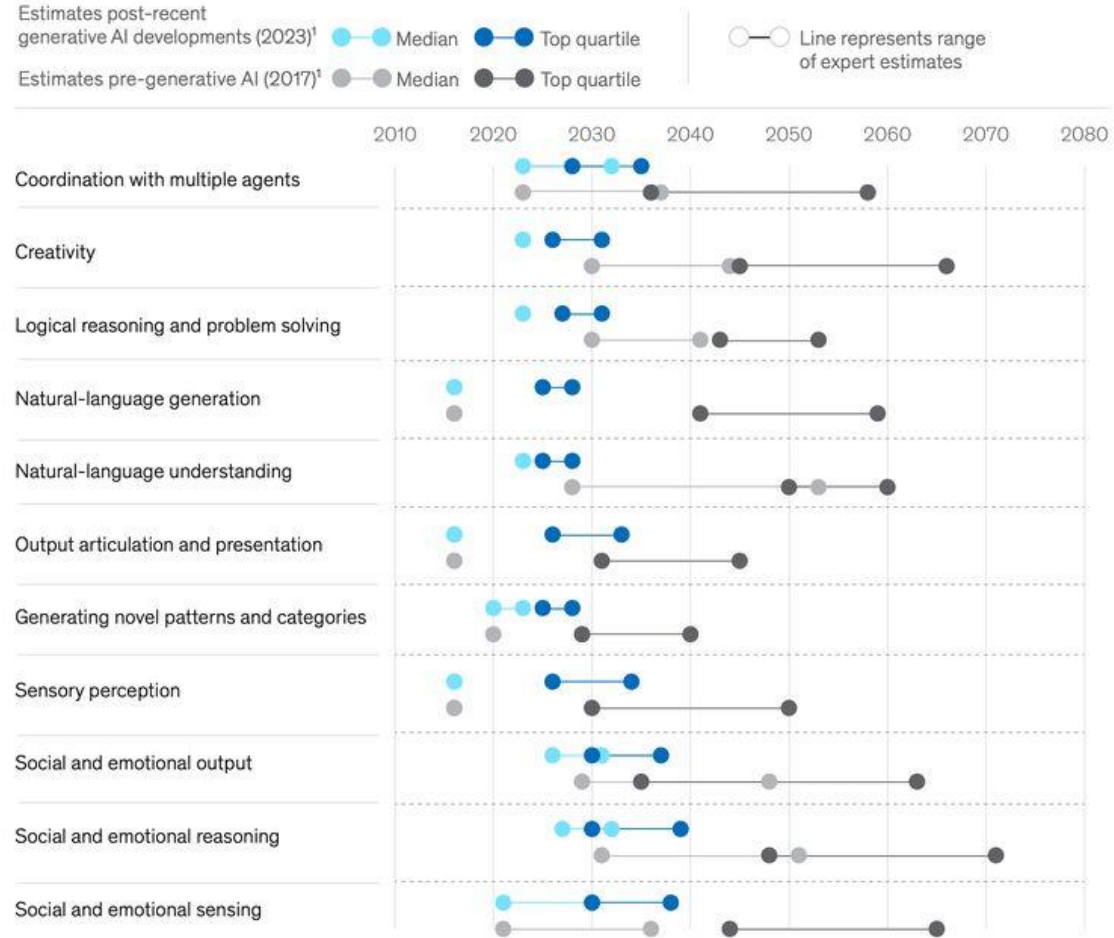 Estimates post-recent
generative AI developments (2023)¹ Median Top quartile
Line represents range
of expert estimates
Estimates pre-generative AI (2017)¹ Median Top quartile
2010 2020 2030 2040 2050 2060 2070 2080
Coordination with multiple agents
Creativity
Logical reasoning and problem solving
Natural-language generation
Natural-language understanding
Output articulation and presentation
Generating novel patterns and categories
Sensory perception
Social and emotional output
Social and emotional reasoning
Social and emotional sensing